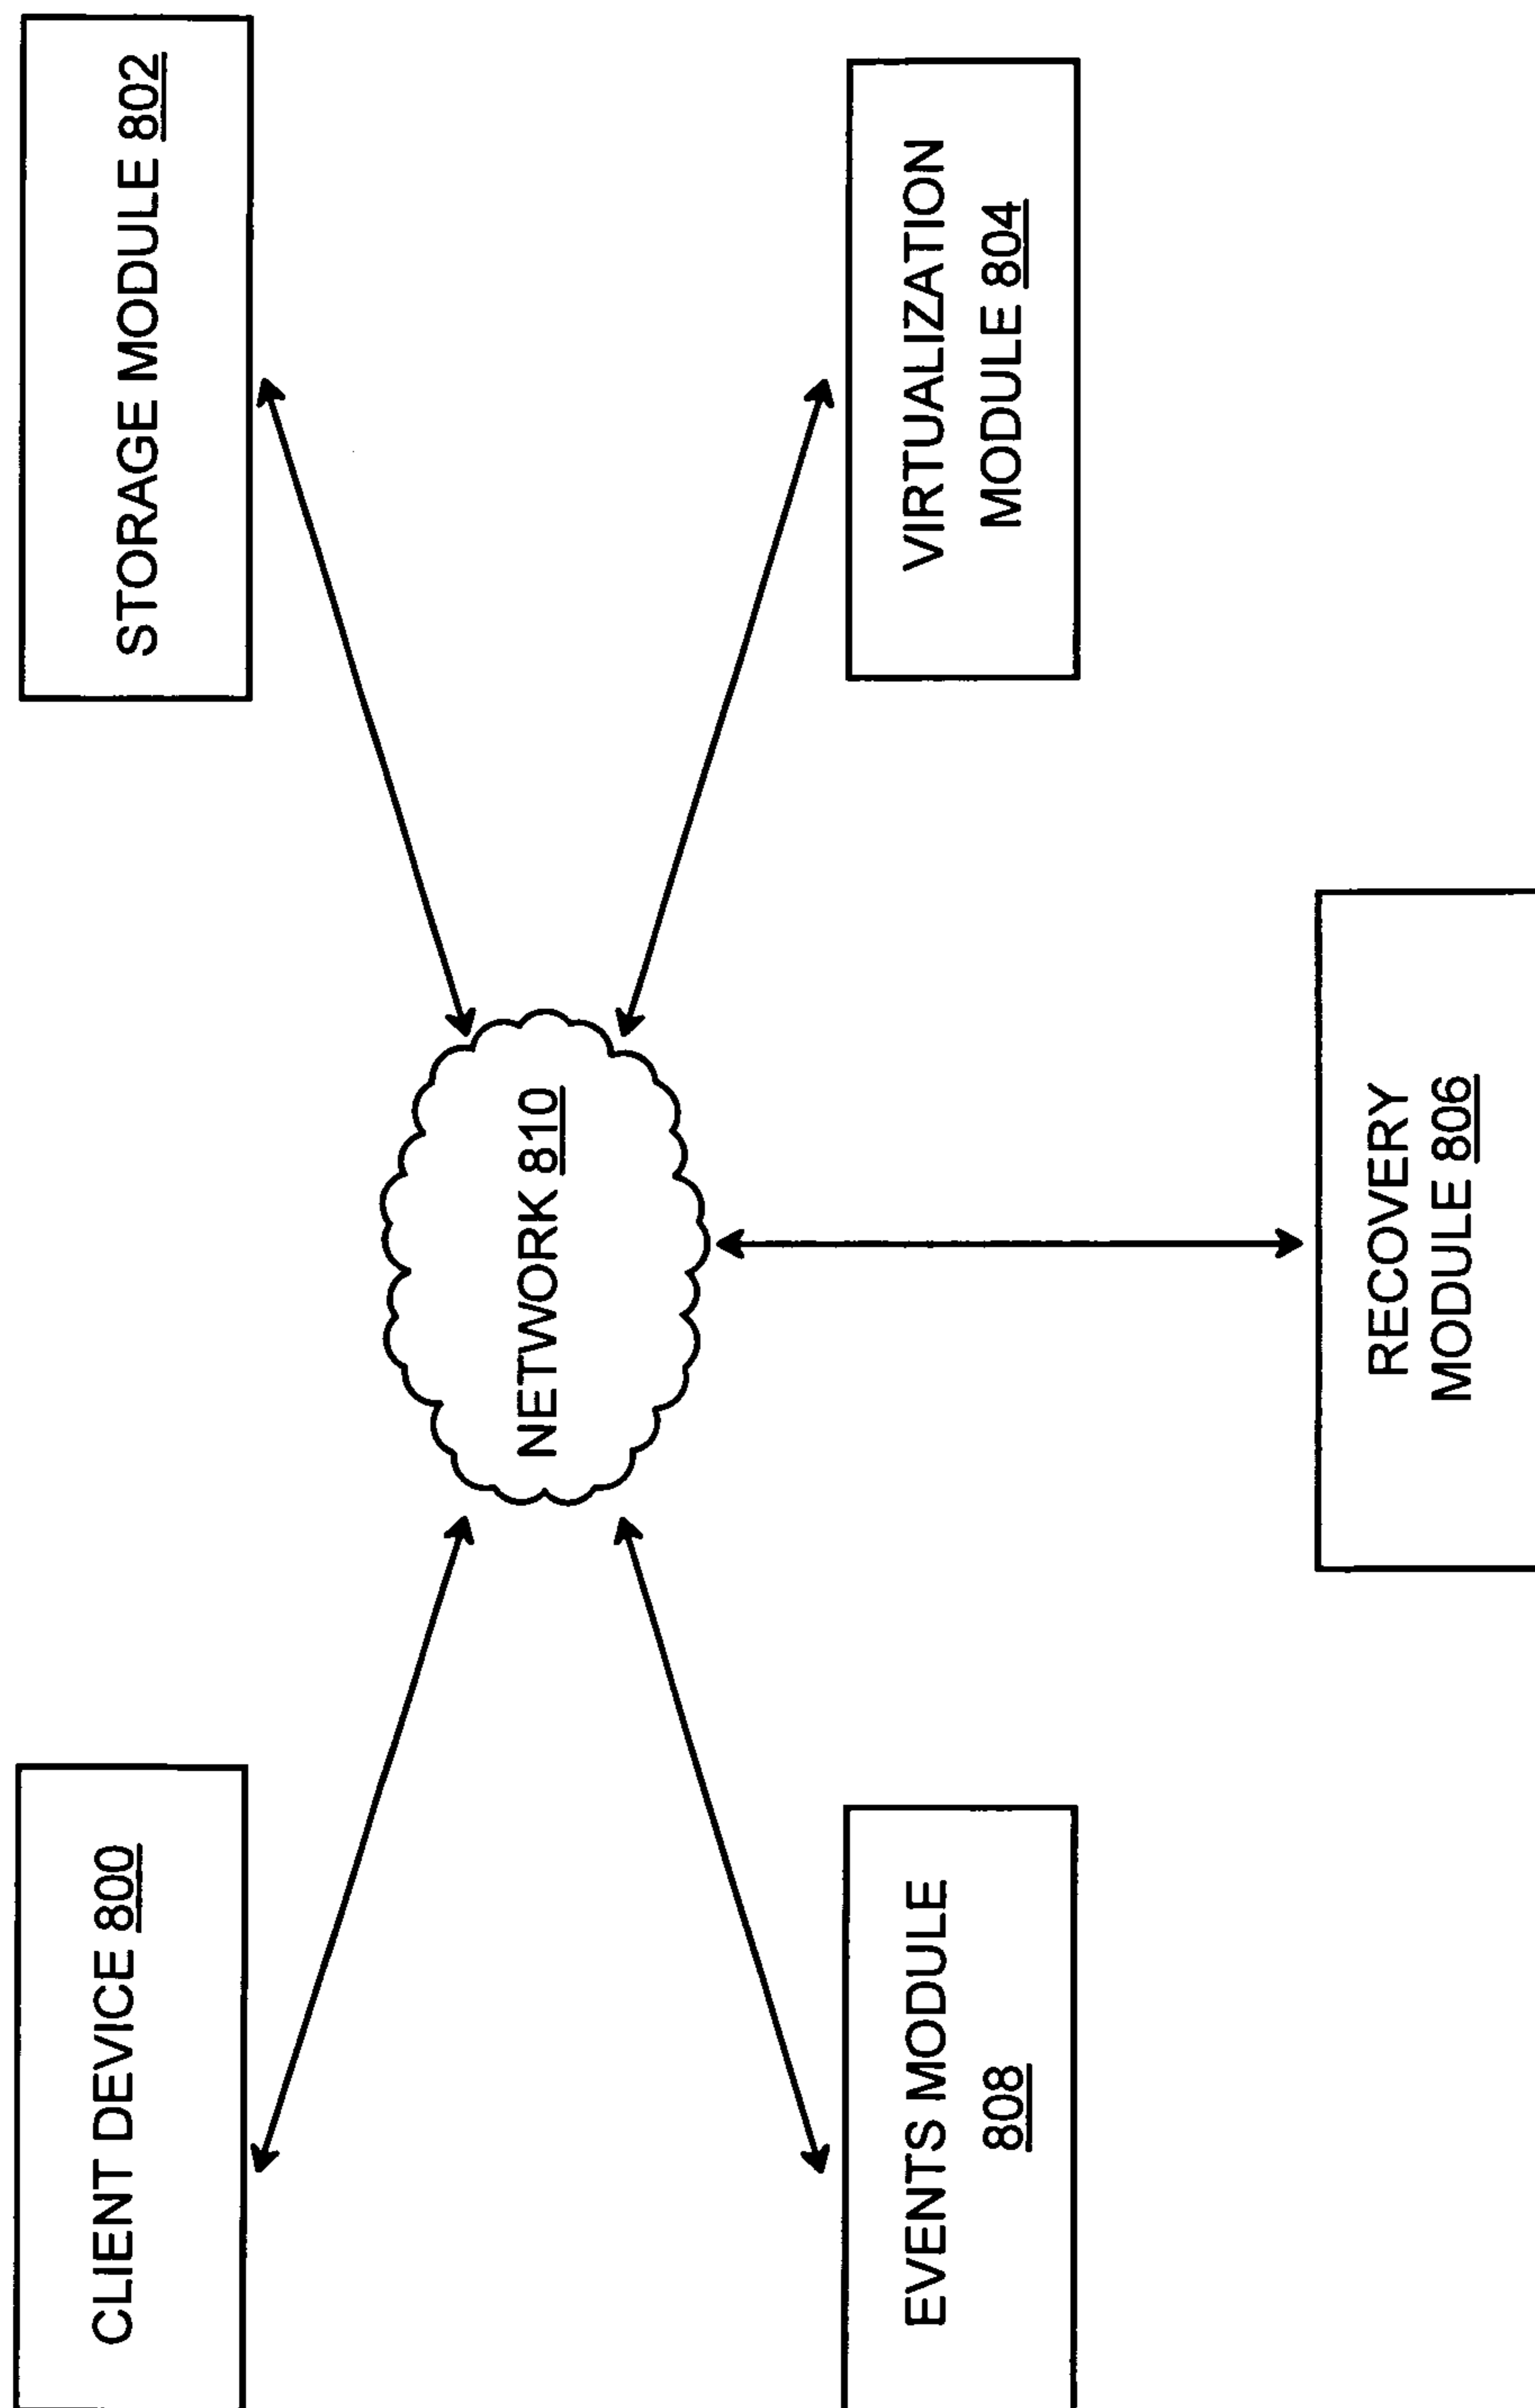 CLIENT DEVICE 800
STORAGE MODULE 802
NETWORK 810
EVENTS MODULE
808
VIRTUALIZATION
MODULE 804
RECOVERY
MODULE 806